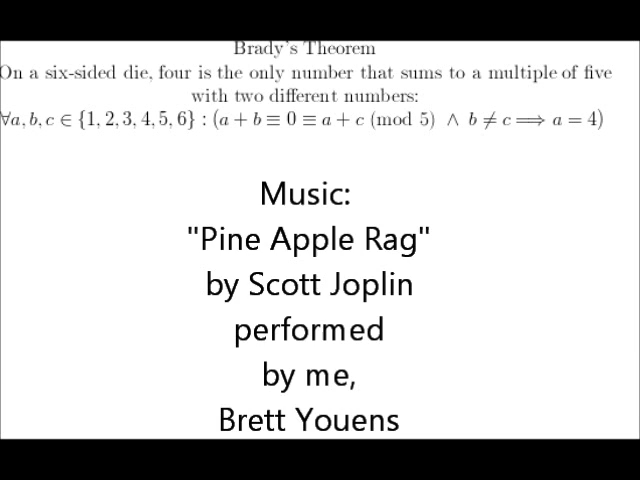 Brady's Theorem
On a six-sided die, four is the only number that sums to a multiple of five
with two different numbers:
∀a, b, c ∈ {1, 2, 3, 4, 5, 6} : (a + b ≡ 0 ≡ a + c (mod 5) ∧ b ≠ c ⟹ a = 4)
Music:
"Pine Apple Rag"
by Scott Joplin
performed
by me,
Brett Youens